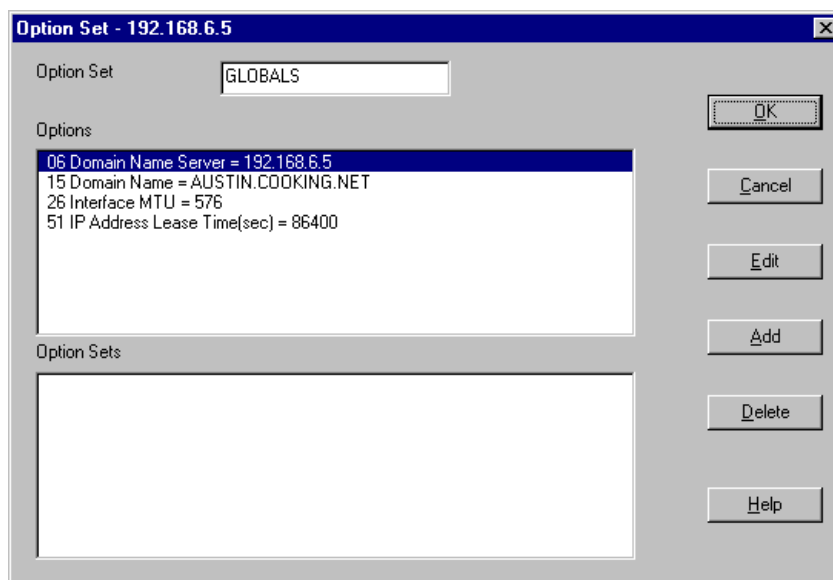 Option Set - 192.168.6.5
Option Set
GLOBALS
Options
06 Domain Name Server = 192.168.6.5
15 Domain Name = AUSTIN.COOKING.NET
26 Interface MTU = 576
51 IP Address Lease Time(sec) = 86400
Option Sets
OK
Cancel
Edit
Add
Delete
Help